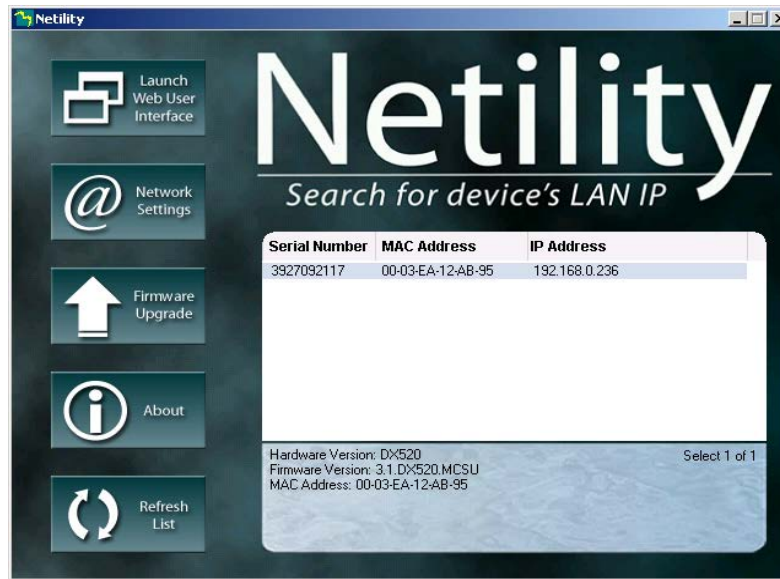 Netility
Launch
Web User
Interface
Network
Settings
Firmware
Upgrade
About
Refresh
List
Netility
Search for device's LAN IP
Serial Number MAC Address IP Address
3927092117 00-03-EA-12-AB-95 192.168.0.236
Hardware Version: DX520 Select 1 of 1
Firmware Version: 3.1.DX520.MCSU
MAC Address: 00-03-EA-12-AB-95